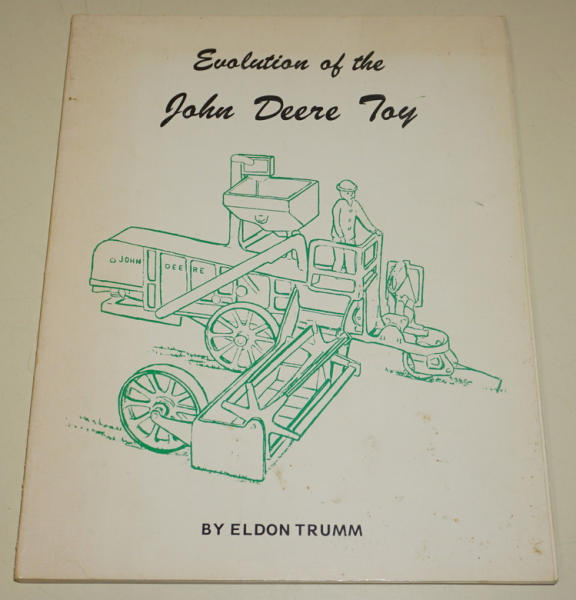 Evolution of the
John Deere Toy
JOHN DEERE
BY ELDON TRUMM